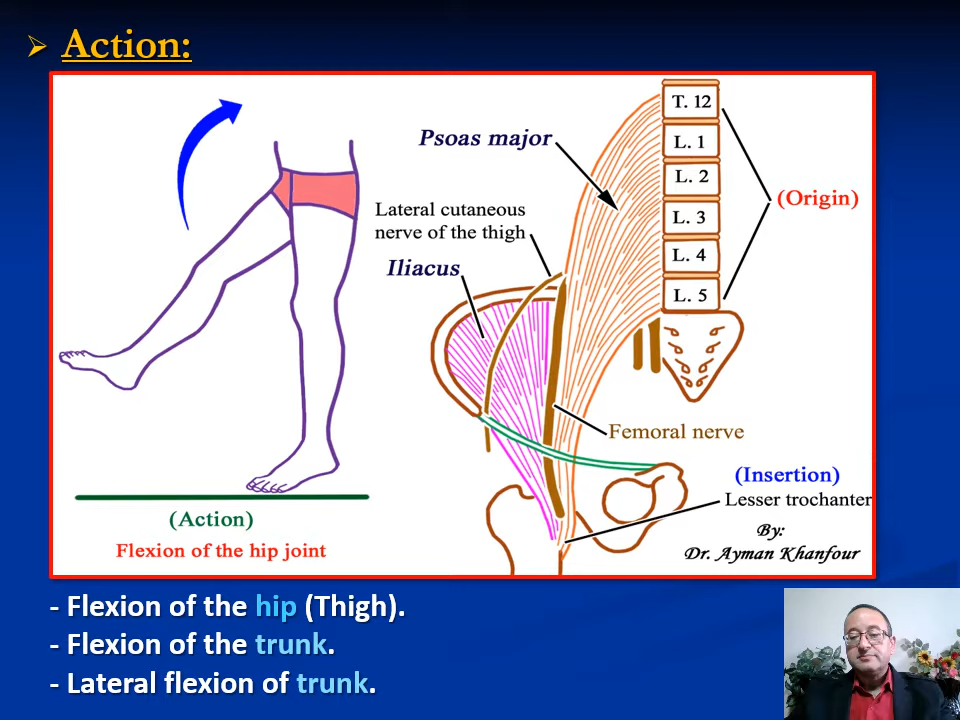 Action:
Psoas major
T. 12
L. 1
L. 2
L. 3
L. 4
L. 5
(Origin)
Lateral cutaneous
nerve of the thigh
Iliacus
Femoral nerve
(Insertion)
Lesser trochanter
By:
Dr. Ayman Khanfour
(Action)
Flexion of the hip joint
- Flexion of the hip (Thigh).
- Flexion of the trunk.
- Lateral flexion of trunk.